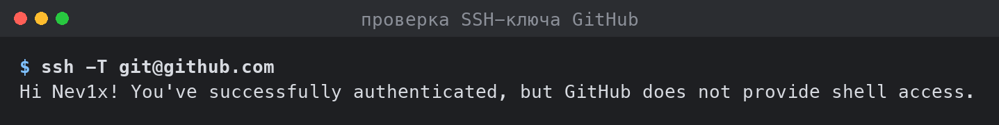 проверка SSH−ключа GitHub
$ ssh −T git@github.com
Hi Nev1x! You've successfully authenticated, but GitHub does not provide shell access.